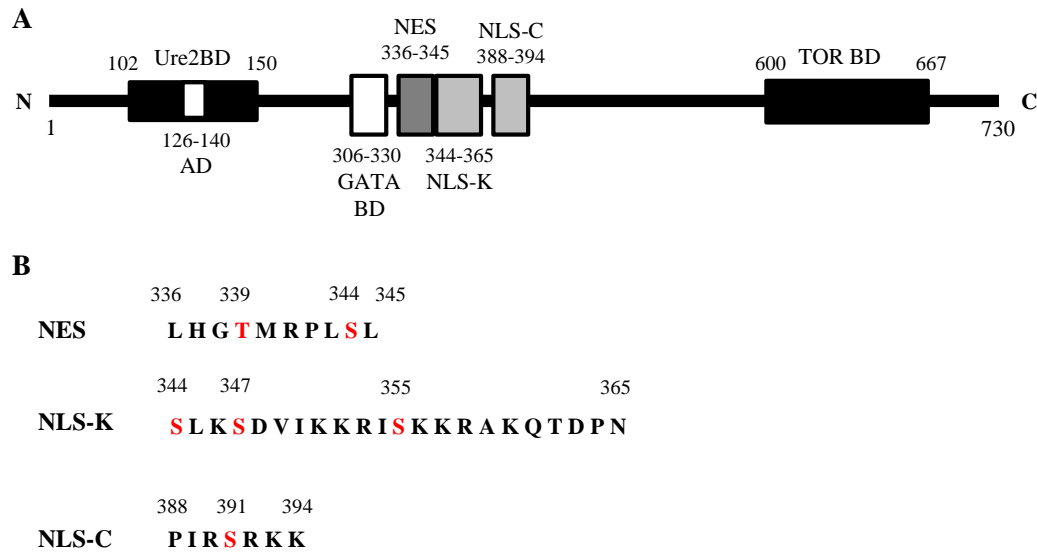 A
NES
NLS-C
102 Ure2BD 150
336-345
388-394
600 TOR BD 667
N
C
1
730
126-140
AD
306-330
GATA
BD
344-365
NLS-K
B
336 339 344 345
NES L H G T M R P L S L
344 347 355 365
NLS-K S L K S D V I K K R I S K K R A K Q T D P N
388 391 394
NLS-C P I R S R K K